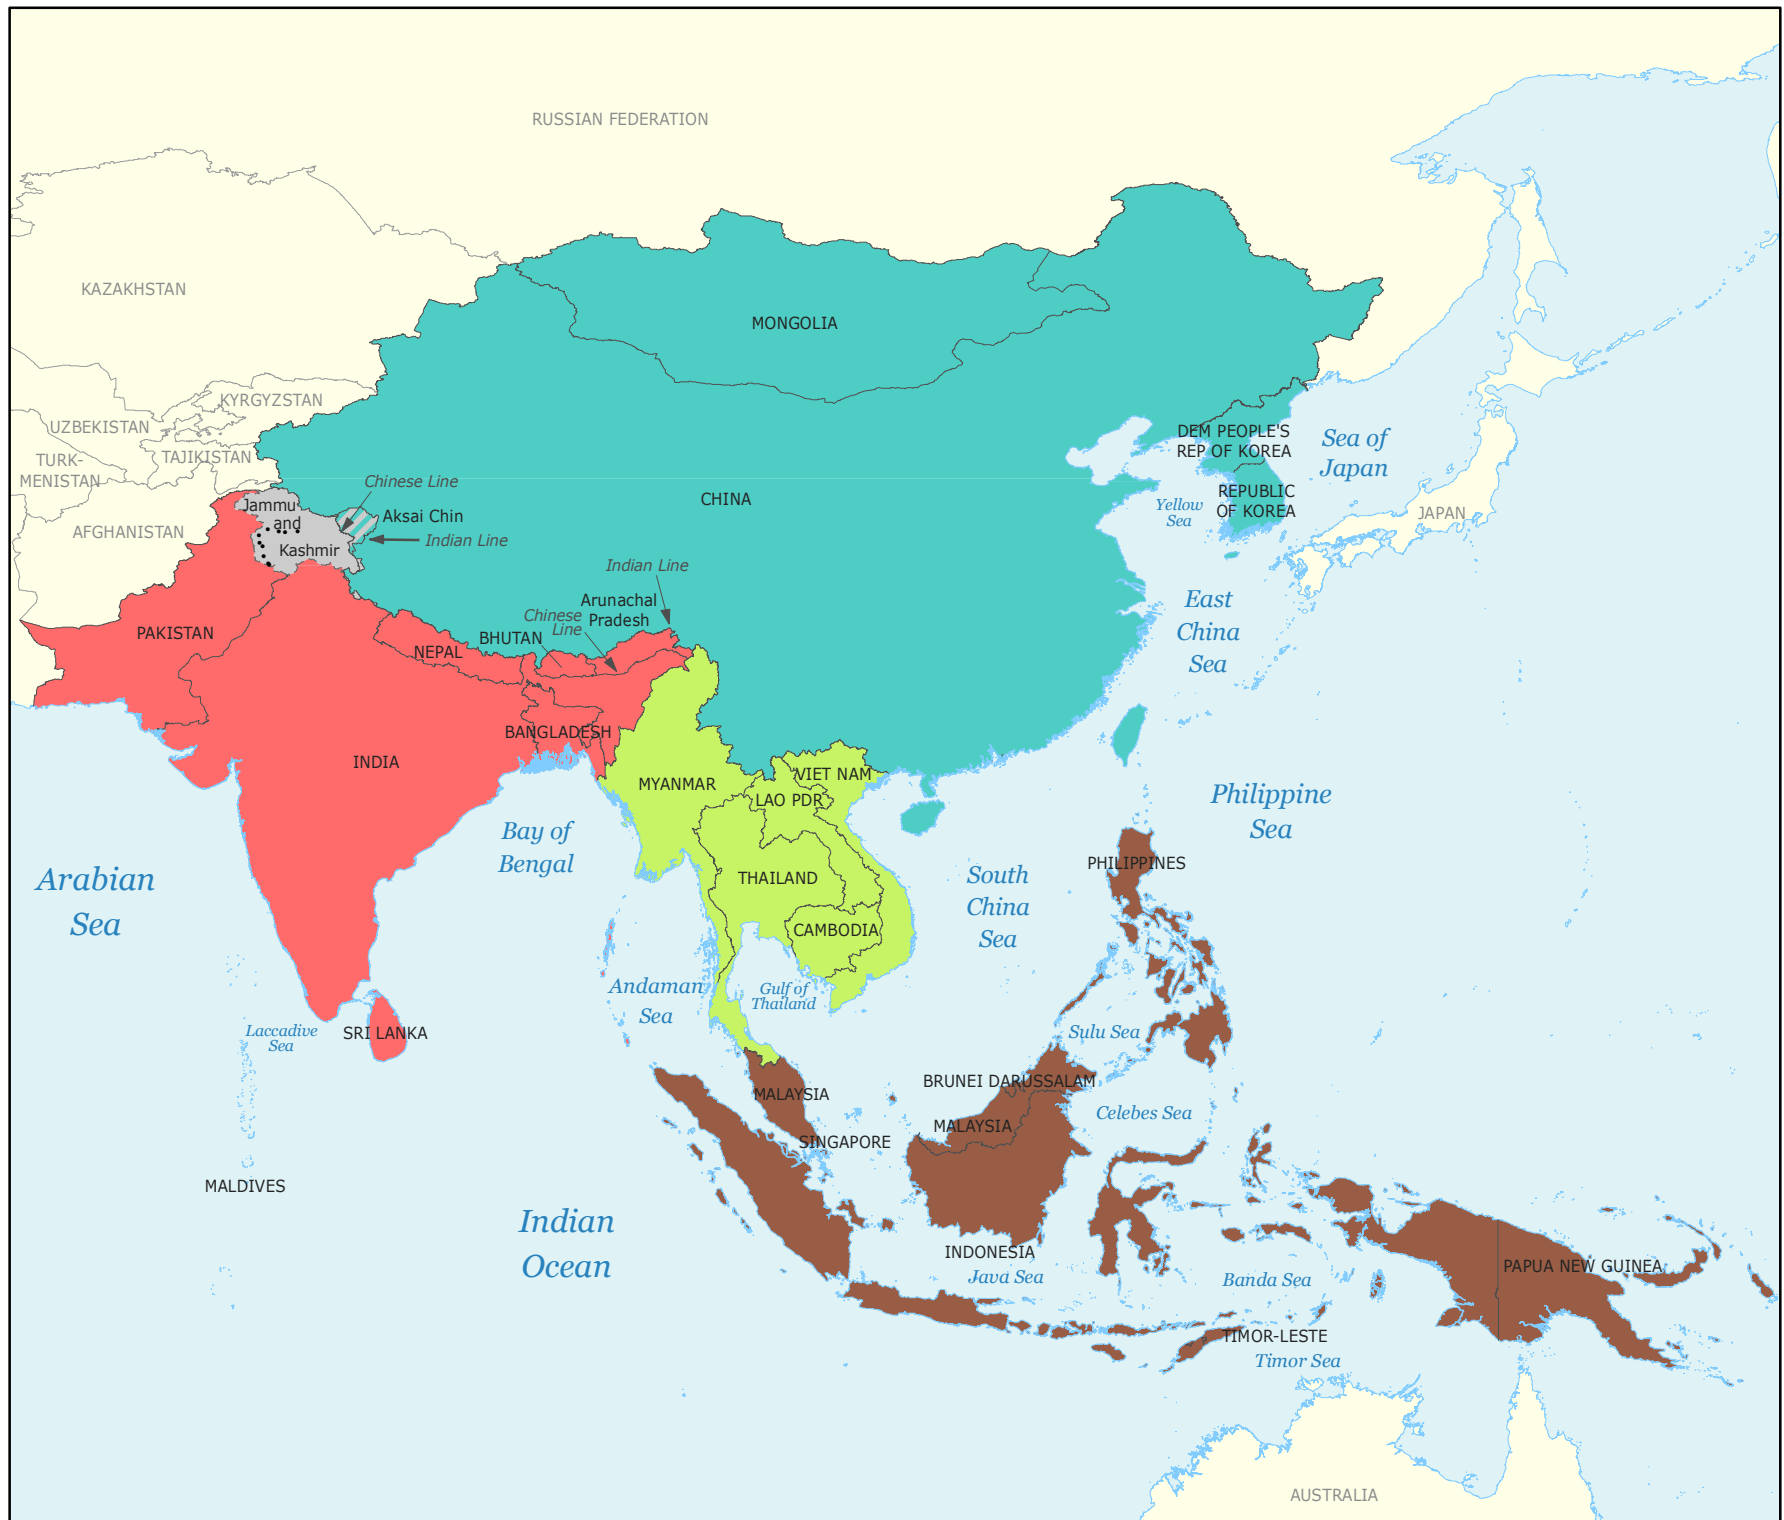 RUSSIAN FEDERATION
KAZAKHSTAN
MONGOLIA
KYRGYZSTAN
UZBEKISTAN
TAJIKISTAN
TURK-
MENISTAN
AFGHANISTAN
DEM PEOPLE'S
REP OF KOREA
Sea of
Japan
REPUBLIC
OF KOREA
Yellow
Sea
JAPAN
CHINA
Chinese Line
Jammu
and
Kashmir
Aksai Chin
Indian Line
Indian Line
Arunachal
Pradesh
Chinese
Line
East
China
Sea
PAKISTAN
NEPAL
BHUTAN
BANGLADESH
INDIA
MYANMAR
VIET NAM
LAO PDR
THAILAND
CAMBODIA
Philippine
Sea
Bay of
Bengal
Arabian
Sea
South
China
Sea
PHILIPPINES
Andaman
Sea
Gulf of
Thailand
Laccadive
Sea
SRI LANKA
Sulu Sea
BRUNEI DARUSSALAM
MALAYSIA
Celebes Sea
MALAYSIA
SINGAPORE
MALDIVES
Indian
Ocean
INDONESIA
Java Sea
Banda Sea
PAPUA NEW GUINEA
TIMOR-LESTE
Timor Sea
AUSTRALIA